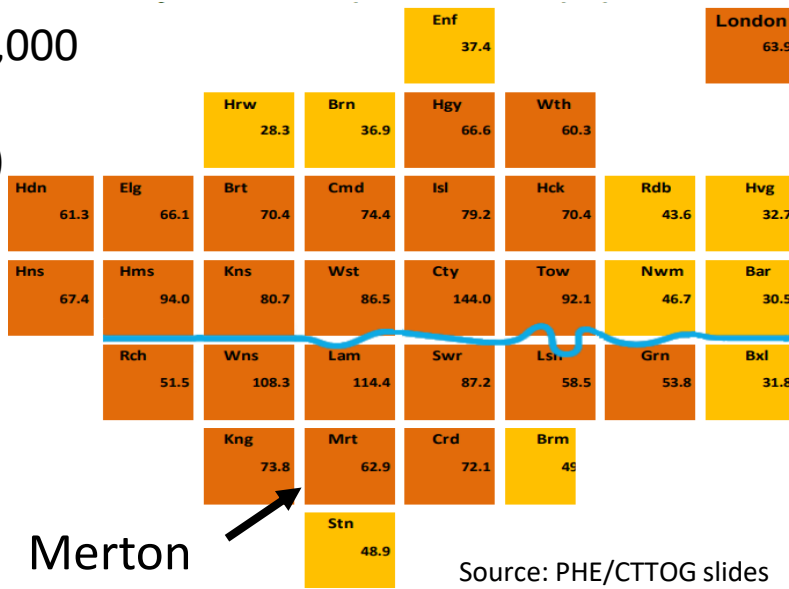 ,000
)
Enf
37.4
London
63.9
Hrw
28.3
Brn
36.9
Hgy
66.6
Wth
60.3
Hdn
61.3
Elg
66.1
Brt
70.4
Cmd
74.4
Isl
79.2
Hck
70.4
Rdb
43.6
Hvg
32.7
Hns
67.4
Hms
94.0
Kns
80.7
Wst
86.5
Cty
144.0
Tow
92.1
Nwm
46.7
Bar
30.5
Rch
51.5
Wns
108.3
Lam
114.4
Swr
87.2
Lsh
58.5
Grn
53.8
Bxl
31.8
Kng
73.8
Mrt
62.9
Crd
72.1
Brm
49
Stn
48.9
Merton
Source: PHE/CTTOG slides